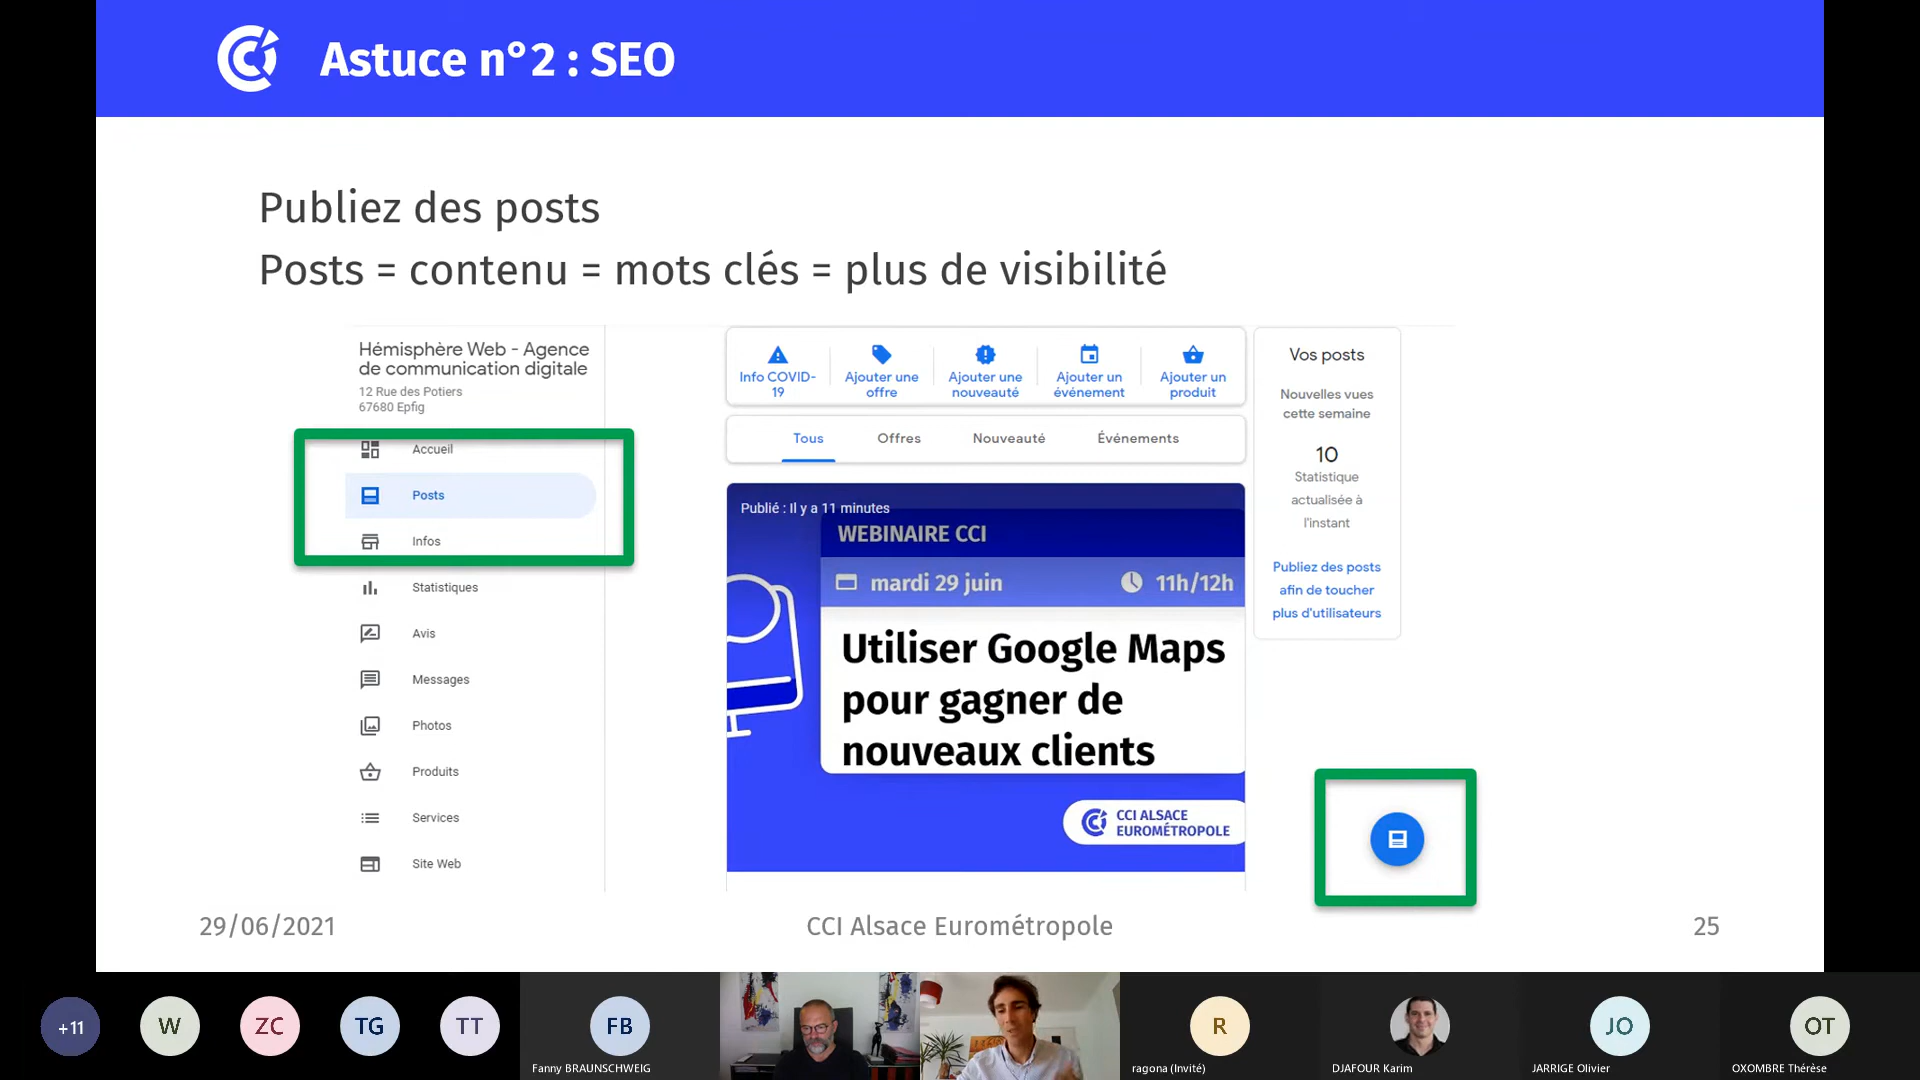 Astuce n°2 : SEO
Publiez des posts
Posts = contenu = mots clés = plus de visibilité
Hémisphère Web - Agence
de communication digitale
12 Rue des Potiers
67680 Epfig
Accueil
Posts
Infos
Statistiques
Avis
Messages
Photos
Produits
Services
Site Web
Info COVID-
19
Ajouter une
offre
Ajouter une
nouveauté
Ajouter un
événement
Ajouter un
produit
Tous
Offres
Nouveauté
Événements
Publié : Il y a 11 minutes
WEBINAIRE CCI
mardi 29 juin
11h/12h
Utiliser Google Maps
pour gagner de
nouveaux clients
CCI ALSACE
EUROMÉTROPOLE
Vos posts
Nouvelles vues
cette semaine
10
Statistique
actualisée à
l'instant
Publiez des posts
afin de toucher
plus d'utilisateurs
29/06/2021
CCI Alsace Eurométropole
25
+11
W
ZC
TG
TT
FB
Fanny BRAUNSCHWEIG
R
ragona (Invité)
DJAFOUR Karim
JO
JARRIGE Olivier
OT
OXOMBRE Thérèse